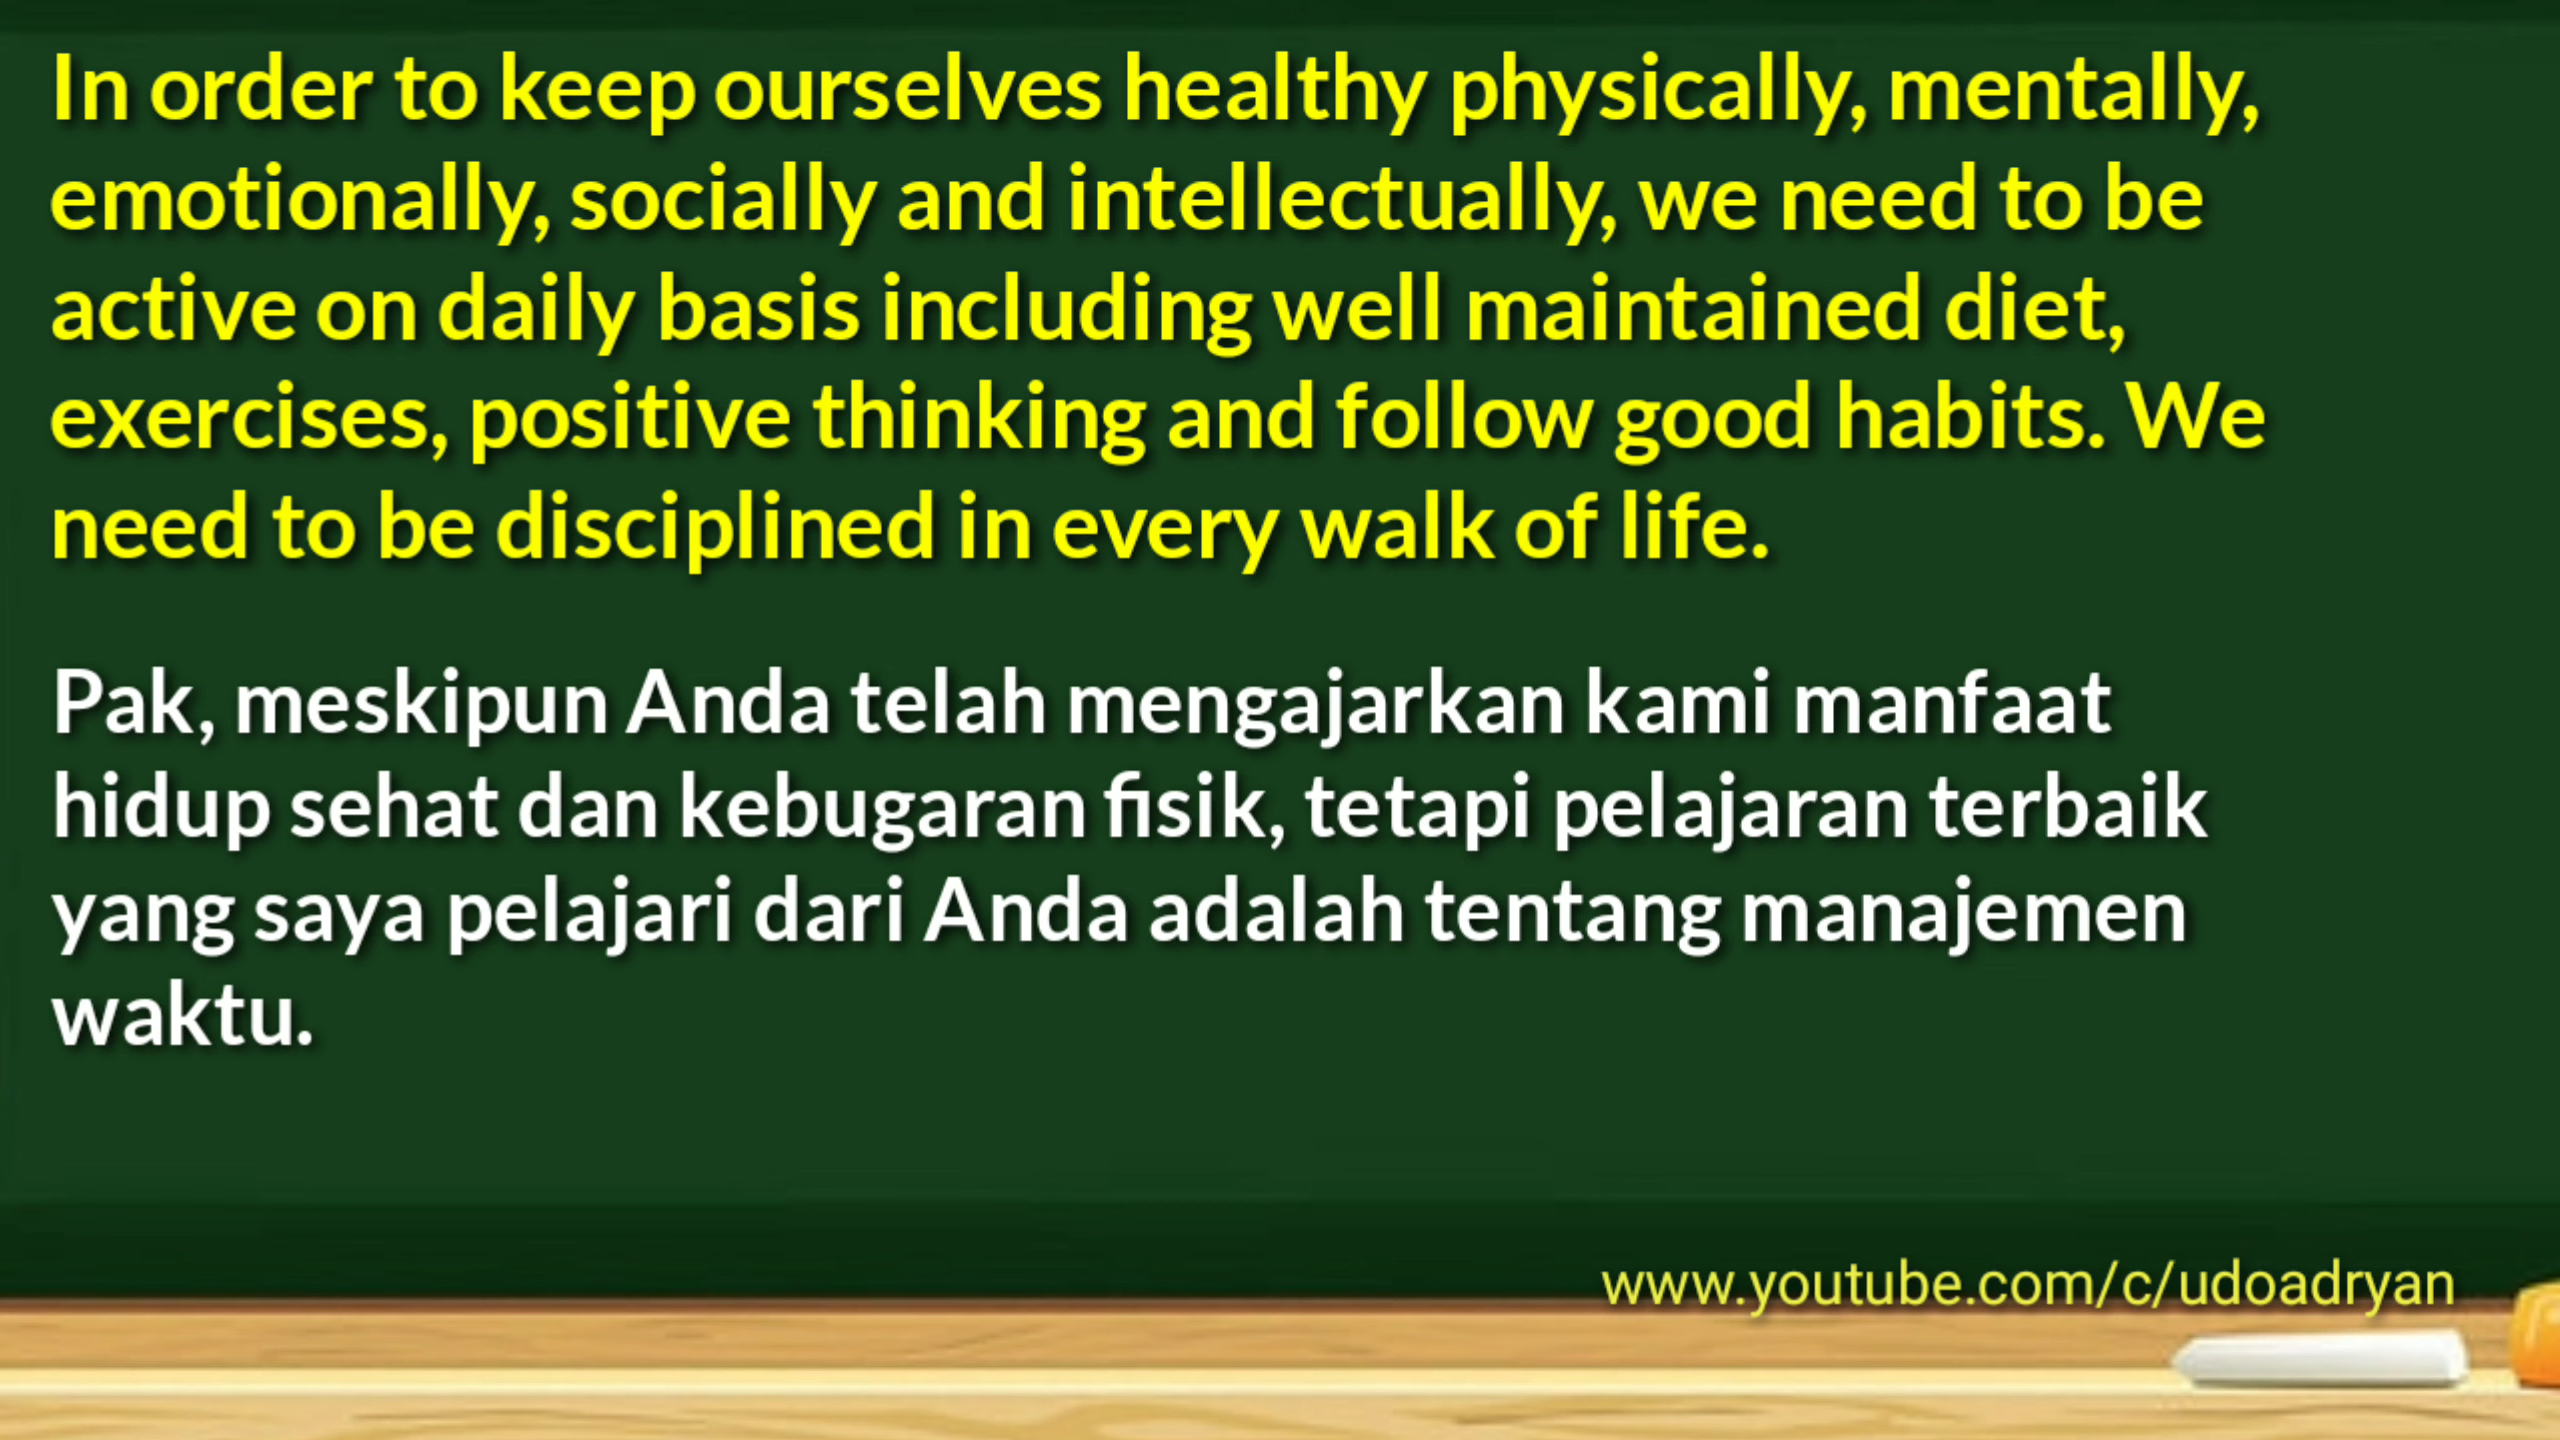 In order to keep ourselves healthy physically, mentally,
emotionally, socially and intellectually, we need to be
active on daily basis including well maintained diet,
exercises, positive thinking and follow good habits. We
need to be disciplined in every walk of life.
Pak, meskipun Anda telah mengajarkan kami manfaat
hidup sehat dan kebugaran fisik, tetapi pelajaran terbaik
yang saya pelajari dari Anda adalah tentang manajemen
waktu.
www.youtube.com/c/udoadryan